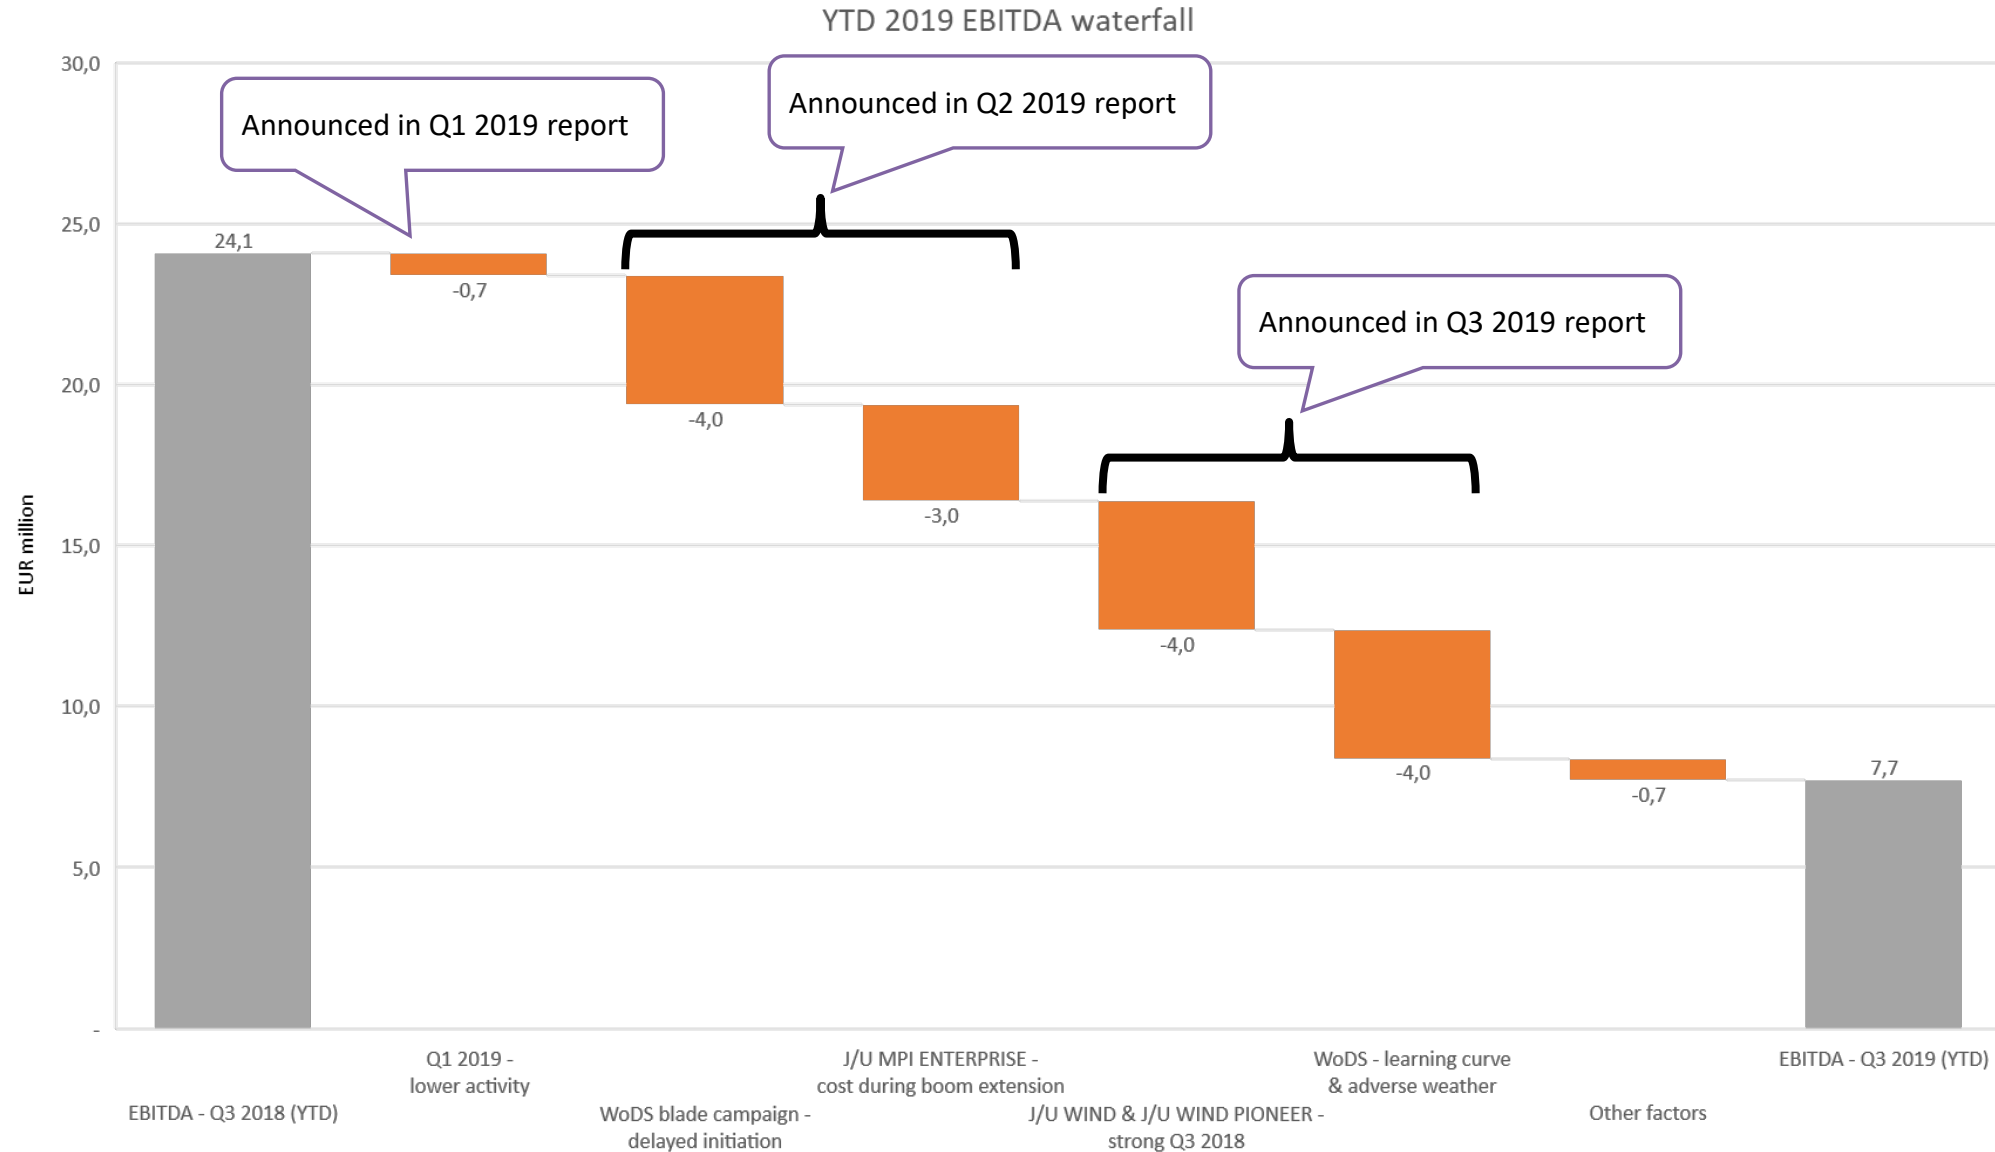 YTD 2019 EBITDA waterfall
30,0
25,0
20,0
15,0
10,0
5,0
-
EUR million
Announced in Q1 2019 report
Announced in Q2 2019 report
Announced in Q3 2019 report
24,1
-0,7
-4,0
-3,0
-4,0
-4,0
-0,7
7,7
EBITDA - Q3 2018 (YTD)
Q1 2019 -
lower activity
WoDS blade campaign -
delayed initiation
J/U MPI ENTERPRISE -
cost during boom extension
J/U WIND & J/U WIND PIONEER -
strong Q3 2018
WoDS - learning curve
& adverse weather
Other factors
EBITDA - Q3 2019 (YTD)